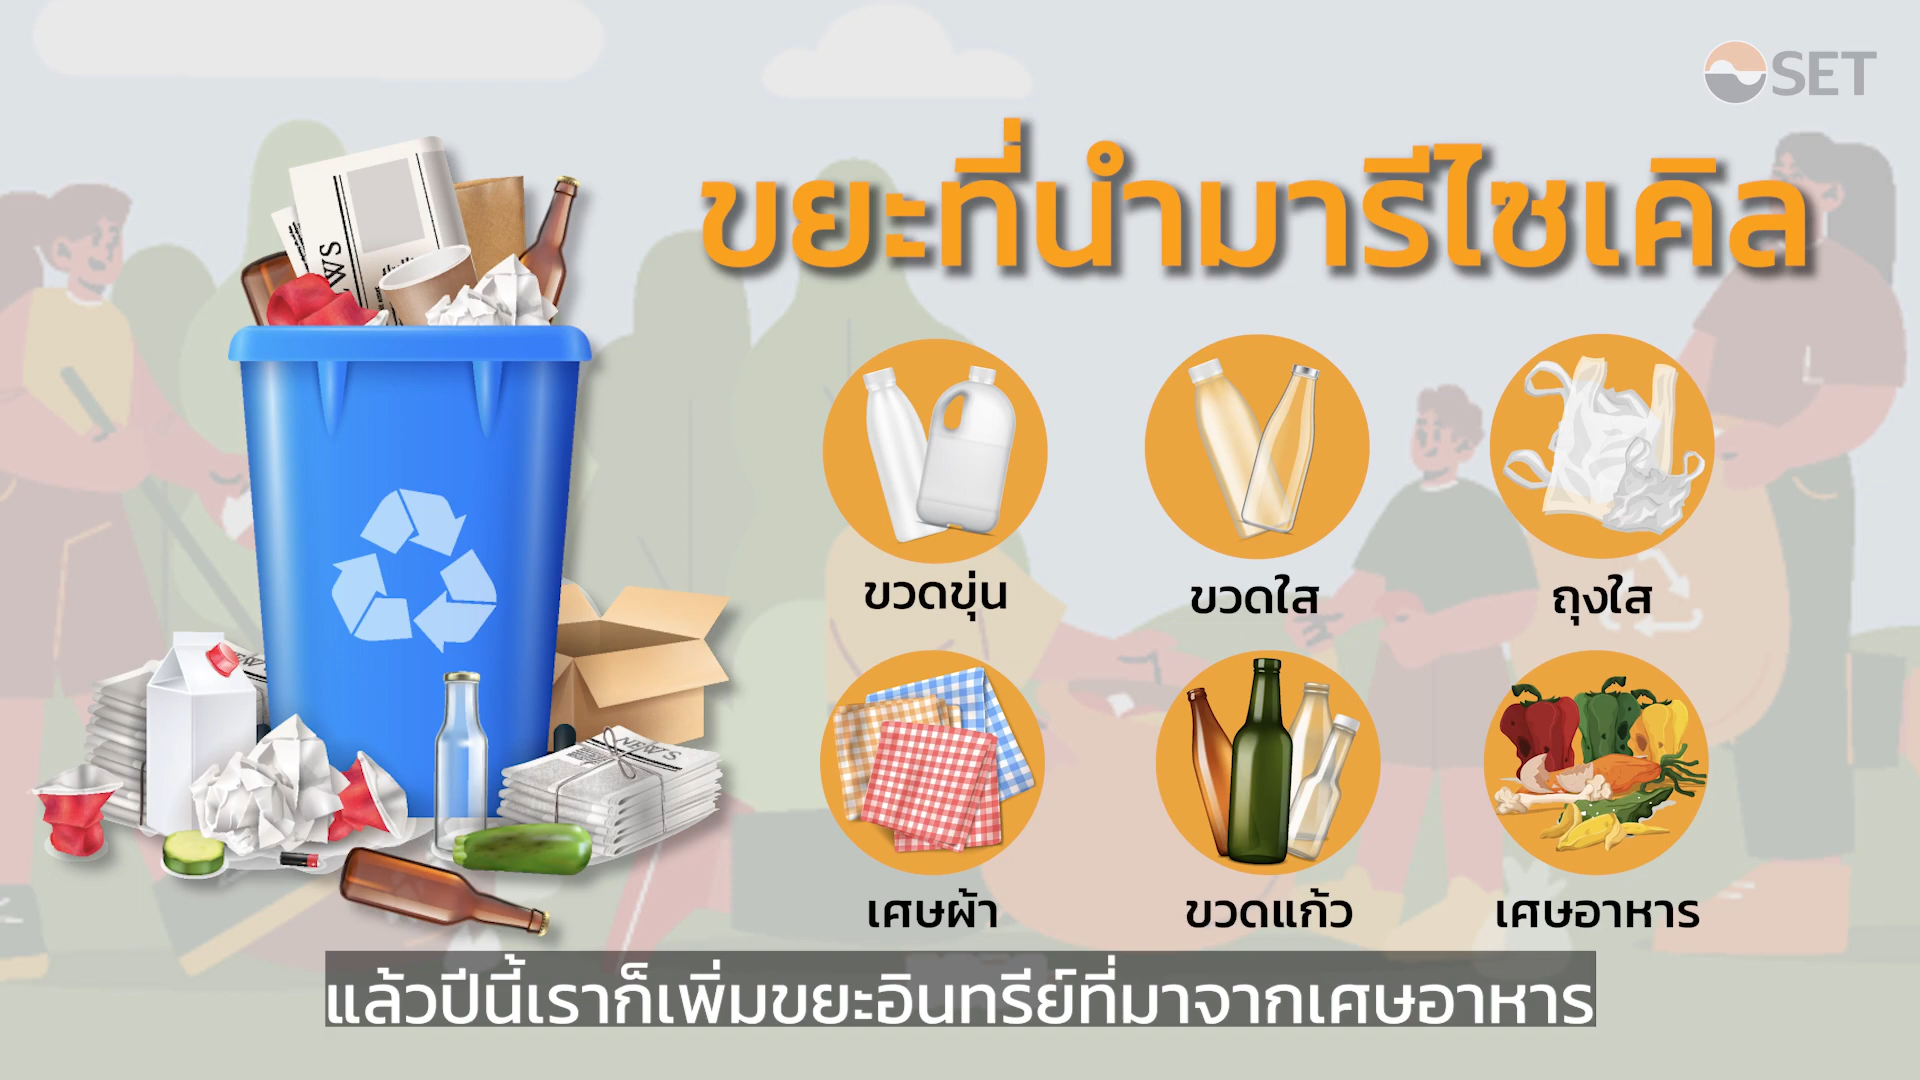 SET
ขยะที่นำมารีไซเคิล
NEWS
ขวดขุ่น
ขวดใส
ถุงใส
เศษผ้า
ขวดแก้ว
เศษอาหาร
NEWS
แล้วปีนี้เราก็เพิ่มขยะอินทรีย์ที่มาจากเศษอาหาร